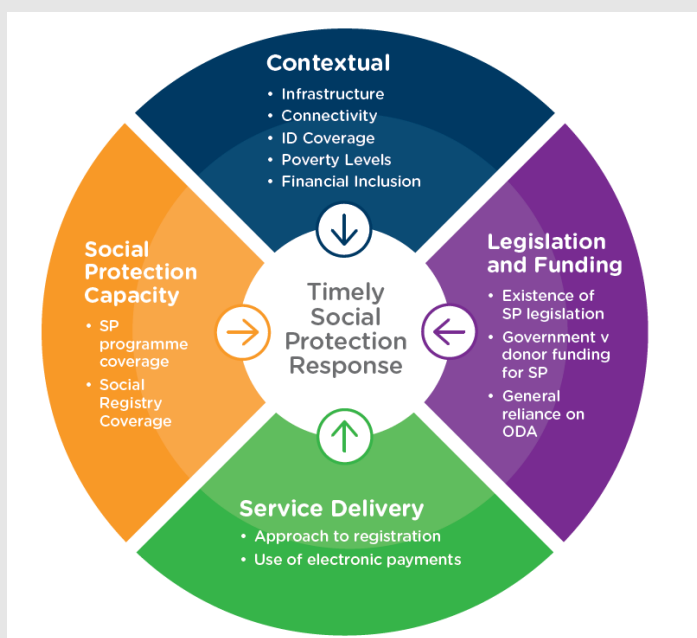 Contextual
• Infrastructure
• Connectivity
• ID Coverage
• Poverty Levels
• Financial Inclusion
Social
Protection
Capacity
• SP
programme
coverage
• Social
Registry
Coverage
Timely
Social
Protection
Response
Legislation
and Funding
• Existence of
SP legislation
• Government v
donor funding
for SP
• General
reliance on
ODA
Service Delivery
• Approach to registration
• Use of electronic payments